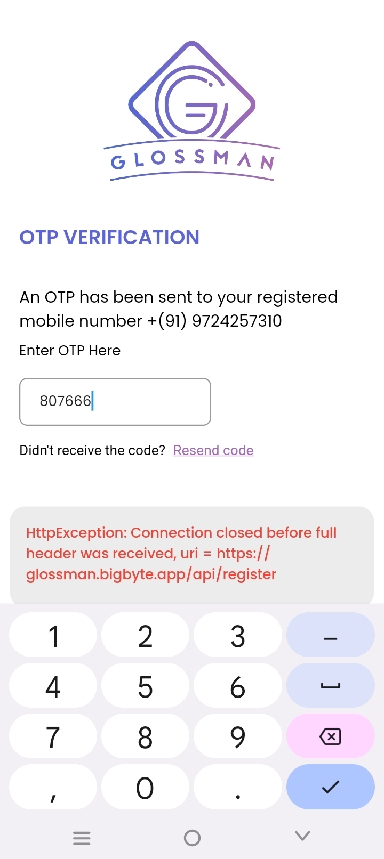 GLOSSMAN
OTP VERIFICATION
An OTP has been sent to your registered
mobile number +(91) 9724257310
Enter OTP Here
807666
Didn't receive the code? Resend code
HttpException: Connection closed before full
header was received, uri = https://
glossman.bigbyte.app/api/register
1 2 3 –
4 5 6
7 8 9
, 0 .